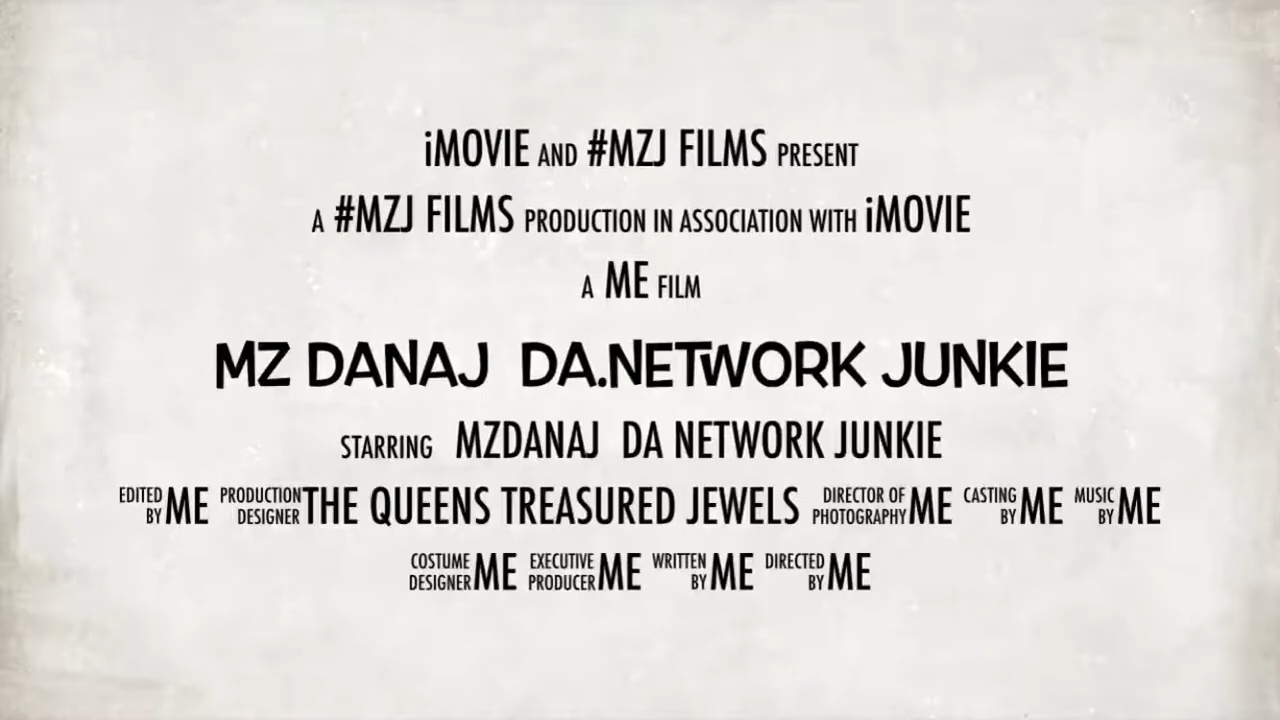 iMOVIE AND #MZJ FILMS PRESENT
A #MZJ FILMS PRODUCTION IN ASSOCIATION WITH iMOVIE
A ME FILM
MZ DANAJ DA.NETWORK JUNKIE
STARRING MZDANAJ DA NETWORK JUNKIE
EDITED BY ME PRODUCTION DESIGNER THE QUEENS TREASURED JEWELS DIRECTOR OF PHOTOGRAPHY ME CASTING BY ME MUSIC BY ME
COSTUME DESIGNER ME EXECUTIVE PRODUCER ME WRITTEN BY ME DIRECTED BY ME